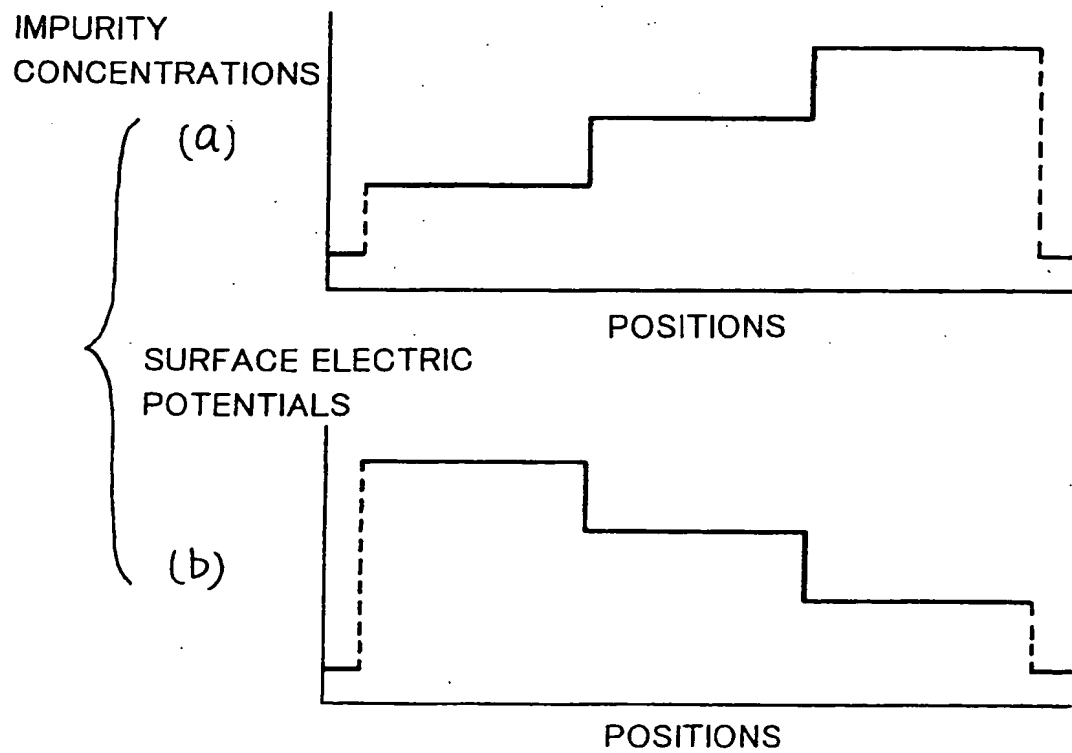 IMPURITY
CONCENTRATIONS
(a)
POSITIONS
SURFACE ELECTRIC
POTENTIALS
(b)
POSITIONS